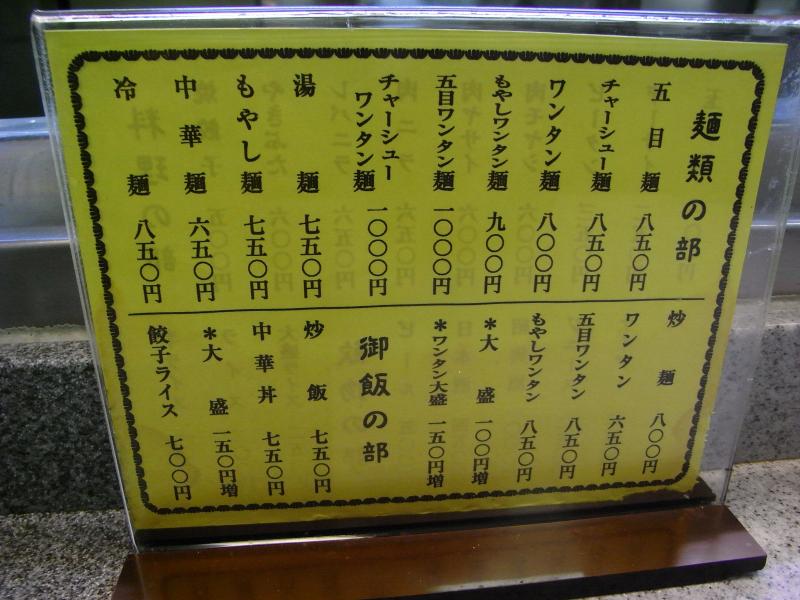 麺類の部
五目麺 八五〇円
チャーシュー麺 八五〇円
ワンタン麺 八〇〇円
もやしワンタン麺 九〇〇円
五目ワンタン麺 一〇〇〇円
チャーシューワンタン麺 一〇〇〇円
湯麺 七五〇円
もやし麺 七五〇円
中華麺 六五〇円
冷麺 八五〇円
炒麺 八〇〇円
ワンタン 六五〇円
五目ワンタン 八五〇円
もやしワンタン 八五〇円
*大盛 一〇〇円増
*ワンタン大盛 一五〇円増
御飯の部
炒飯 七五〇円
中華丼 七五〇円
*大盛 一五〇円増
餃子ライス 七〇〇円